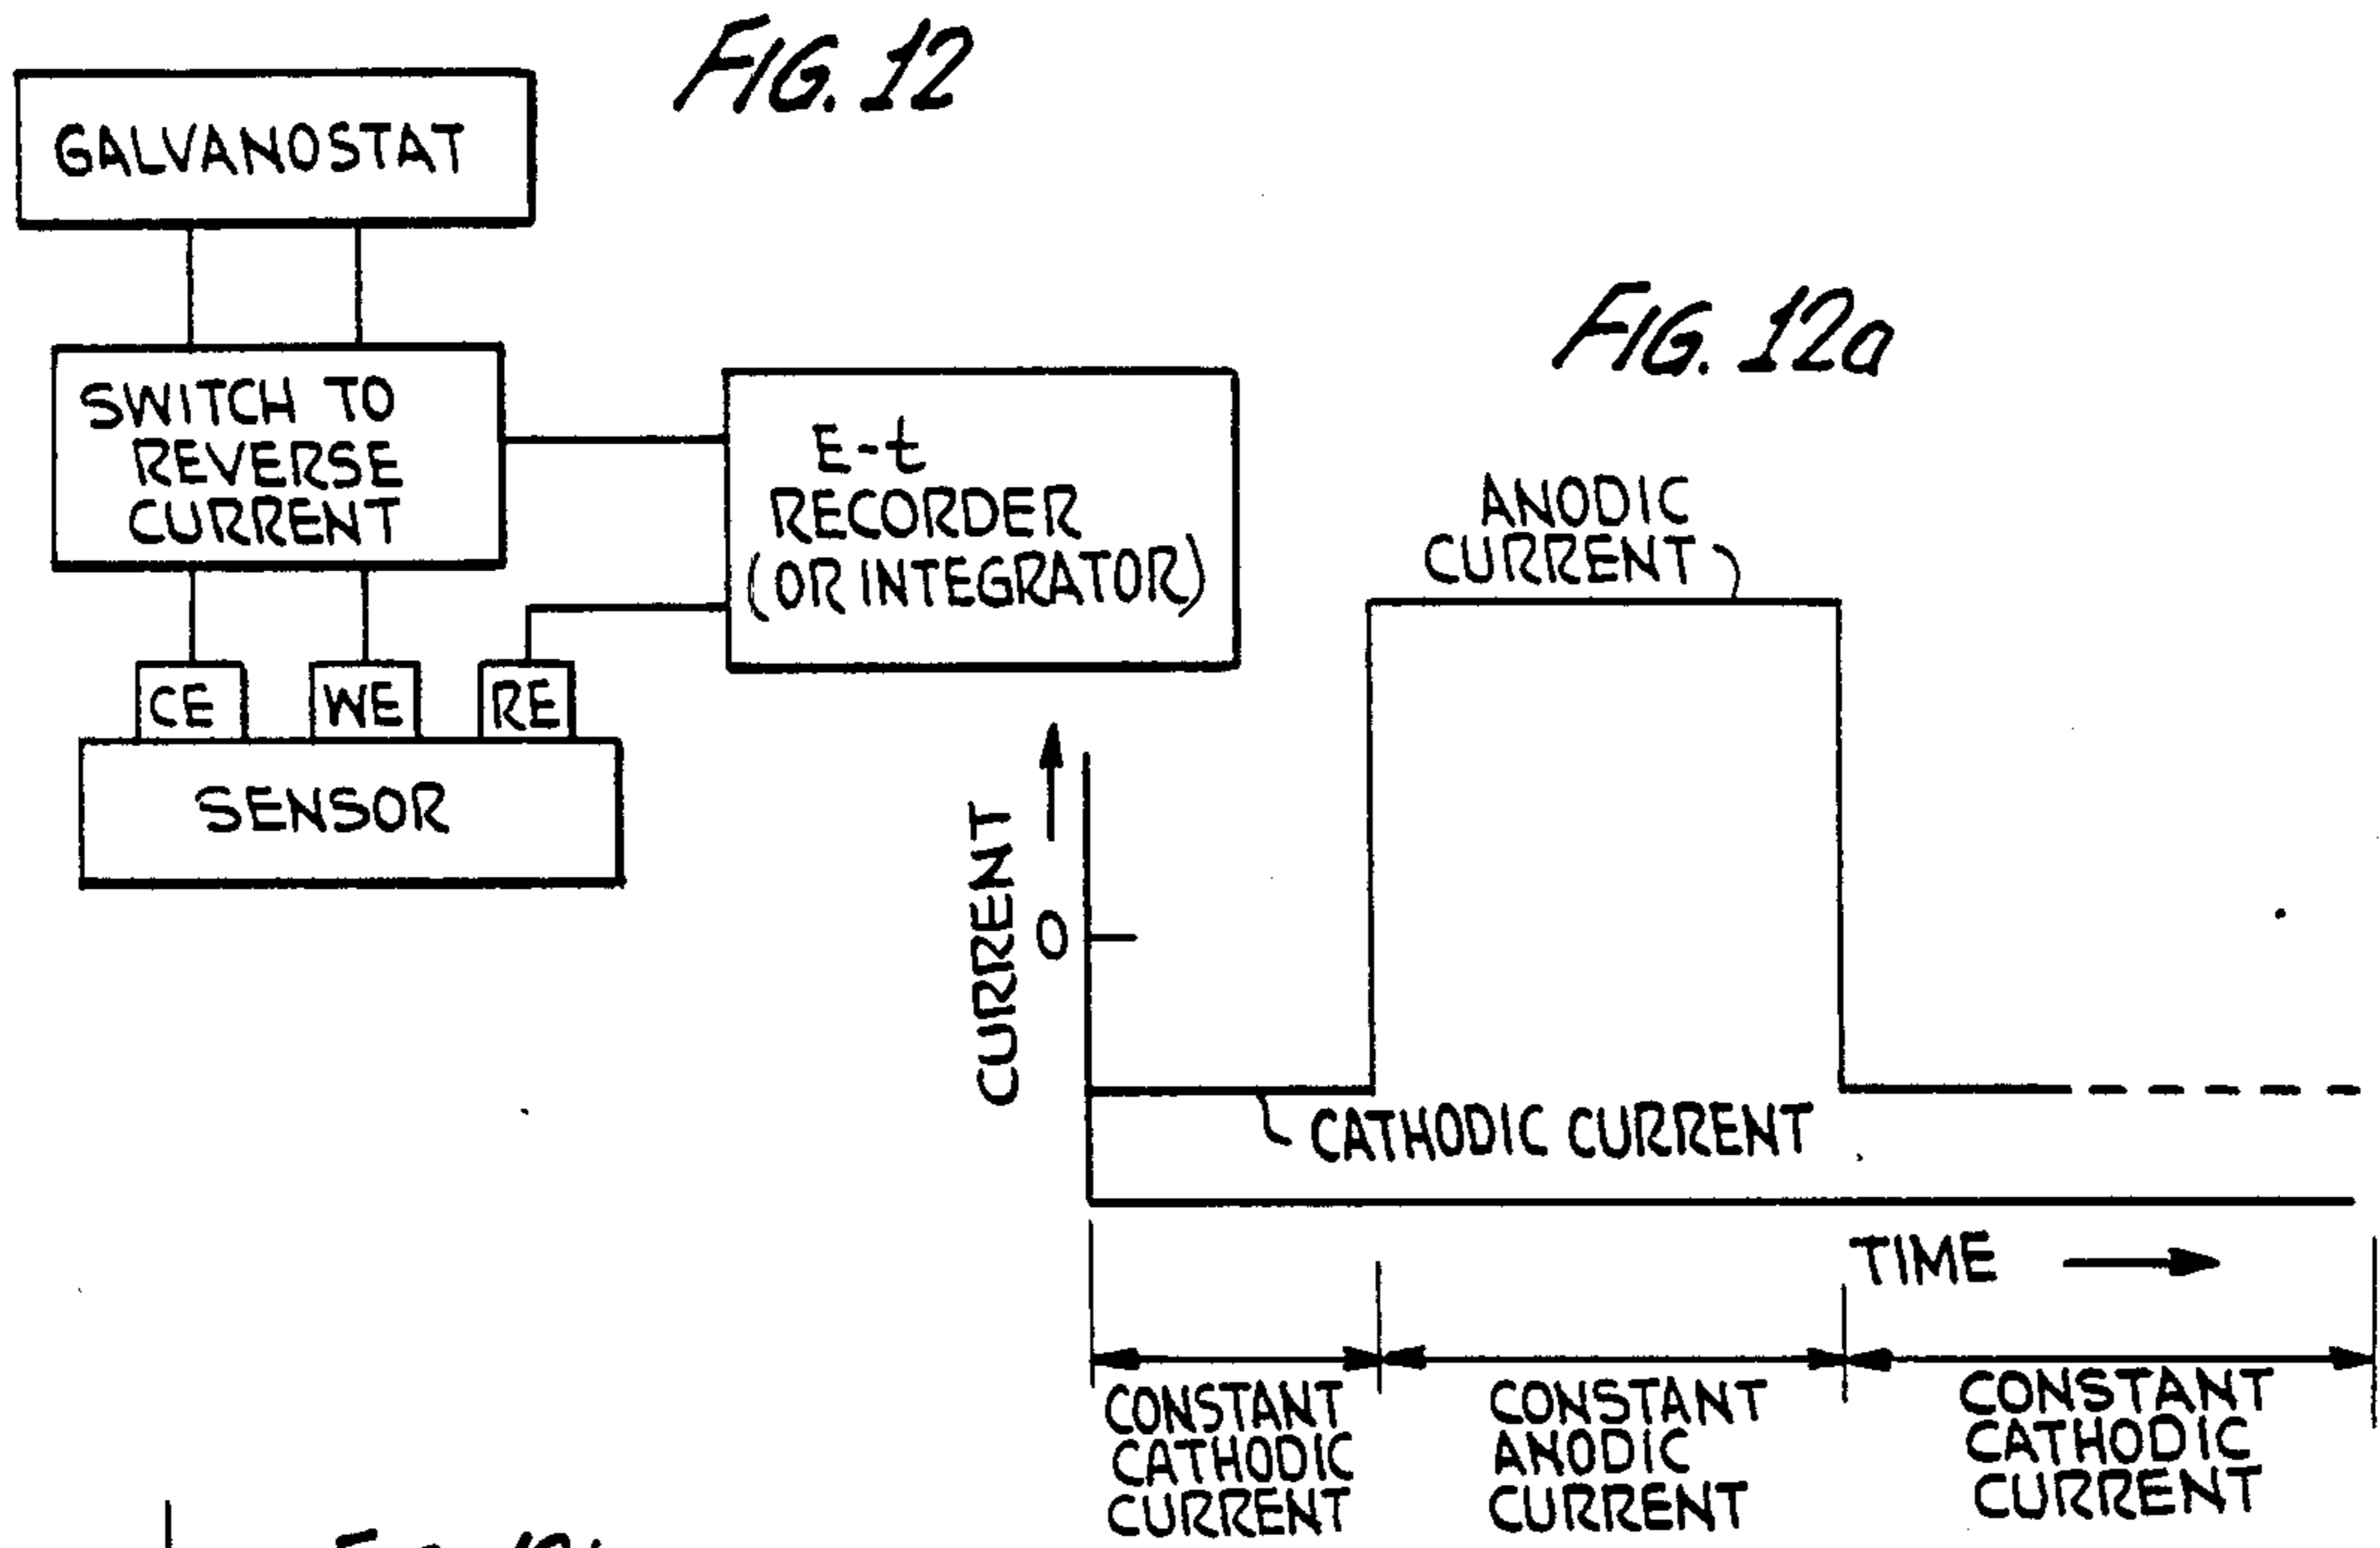 FIG. 12
GALVANOSTAT
SWITCH TO
REVERSE
CURRENT
E-t
RECORDER
(OR INTEGRATOR)
CE
WE
RE
SENSOR
FIG. 12a
ANODIC
CURRENT
CURRENT
0
CATHODIC CURRENT
TIME
CONSTANT
CATHODIC
CURRENT
CONSTANT
ANODIC
CURRENT
CONSTANT
CATHODIC
CURRENT